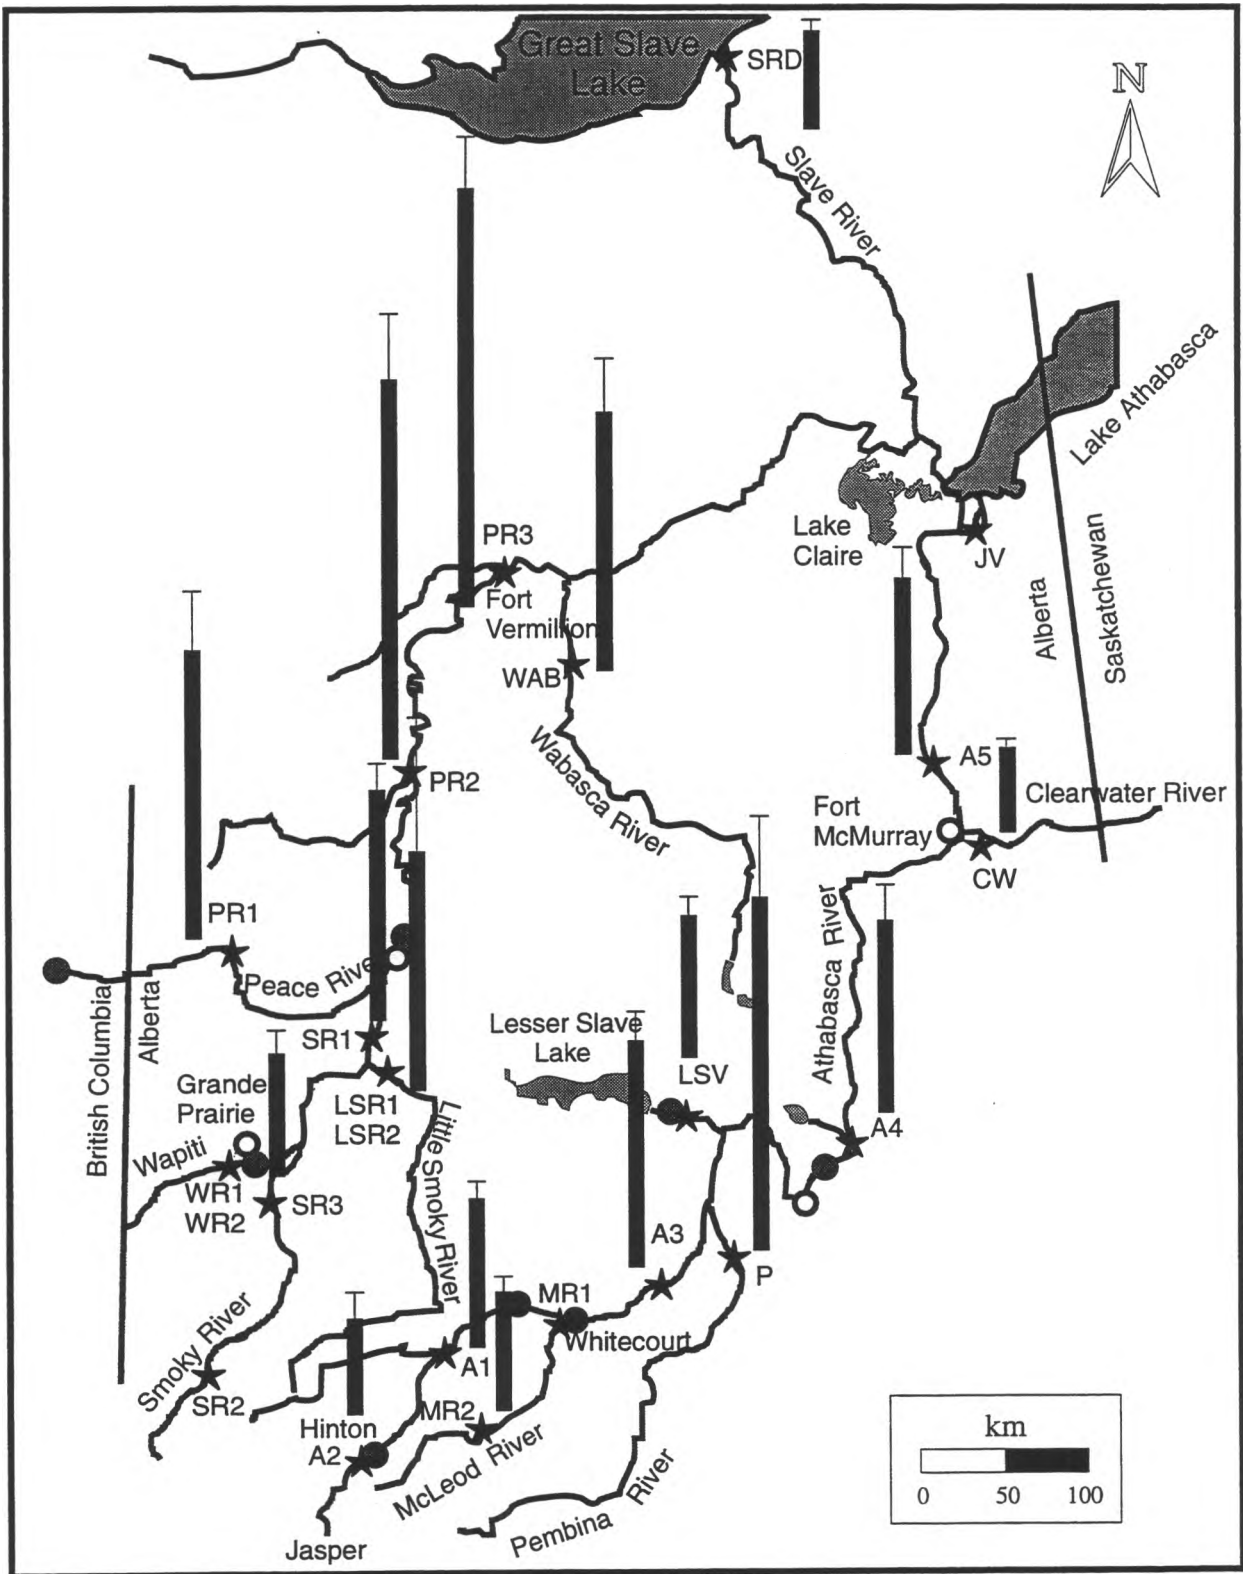 Great Slave
Lake
SRD
N
Slave River
Lake Athabasca
PR3
Fort
Vermillion
Lake
Claire
JV
Alberta
Saskatchewan
WAB
Wabasca River
PR2
A5
Clearwater River
Fort
McMurray
CW
PR1
Peace River
British Columbia
Alberta
Athabasca River
SR1
Lesser Slave
Lake
LSV
Grande
Prairie
LSR1
LSR2
A4
Wapiti
WR1
WR2
SR3
Little Smoky River
A3
P
MR1
Whitecourt
Smoky River
SR2
A1
MR2
Hinton
A2
McLeod River
Pembina River
Jasper
km
0 50 100